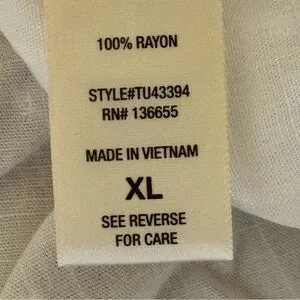 100% RAYON
STYLE#TU43394
RN# 136655
MADE IN VIETNAM
XL
SEE REVERSE
FOR CARE